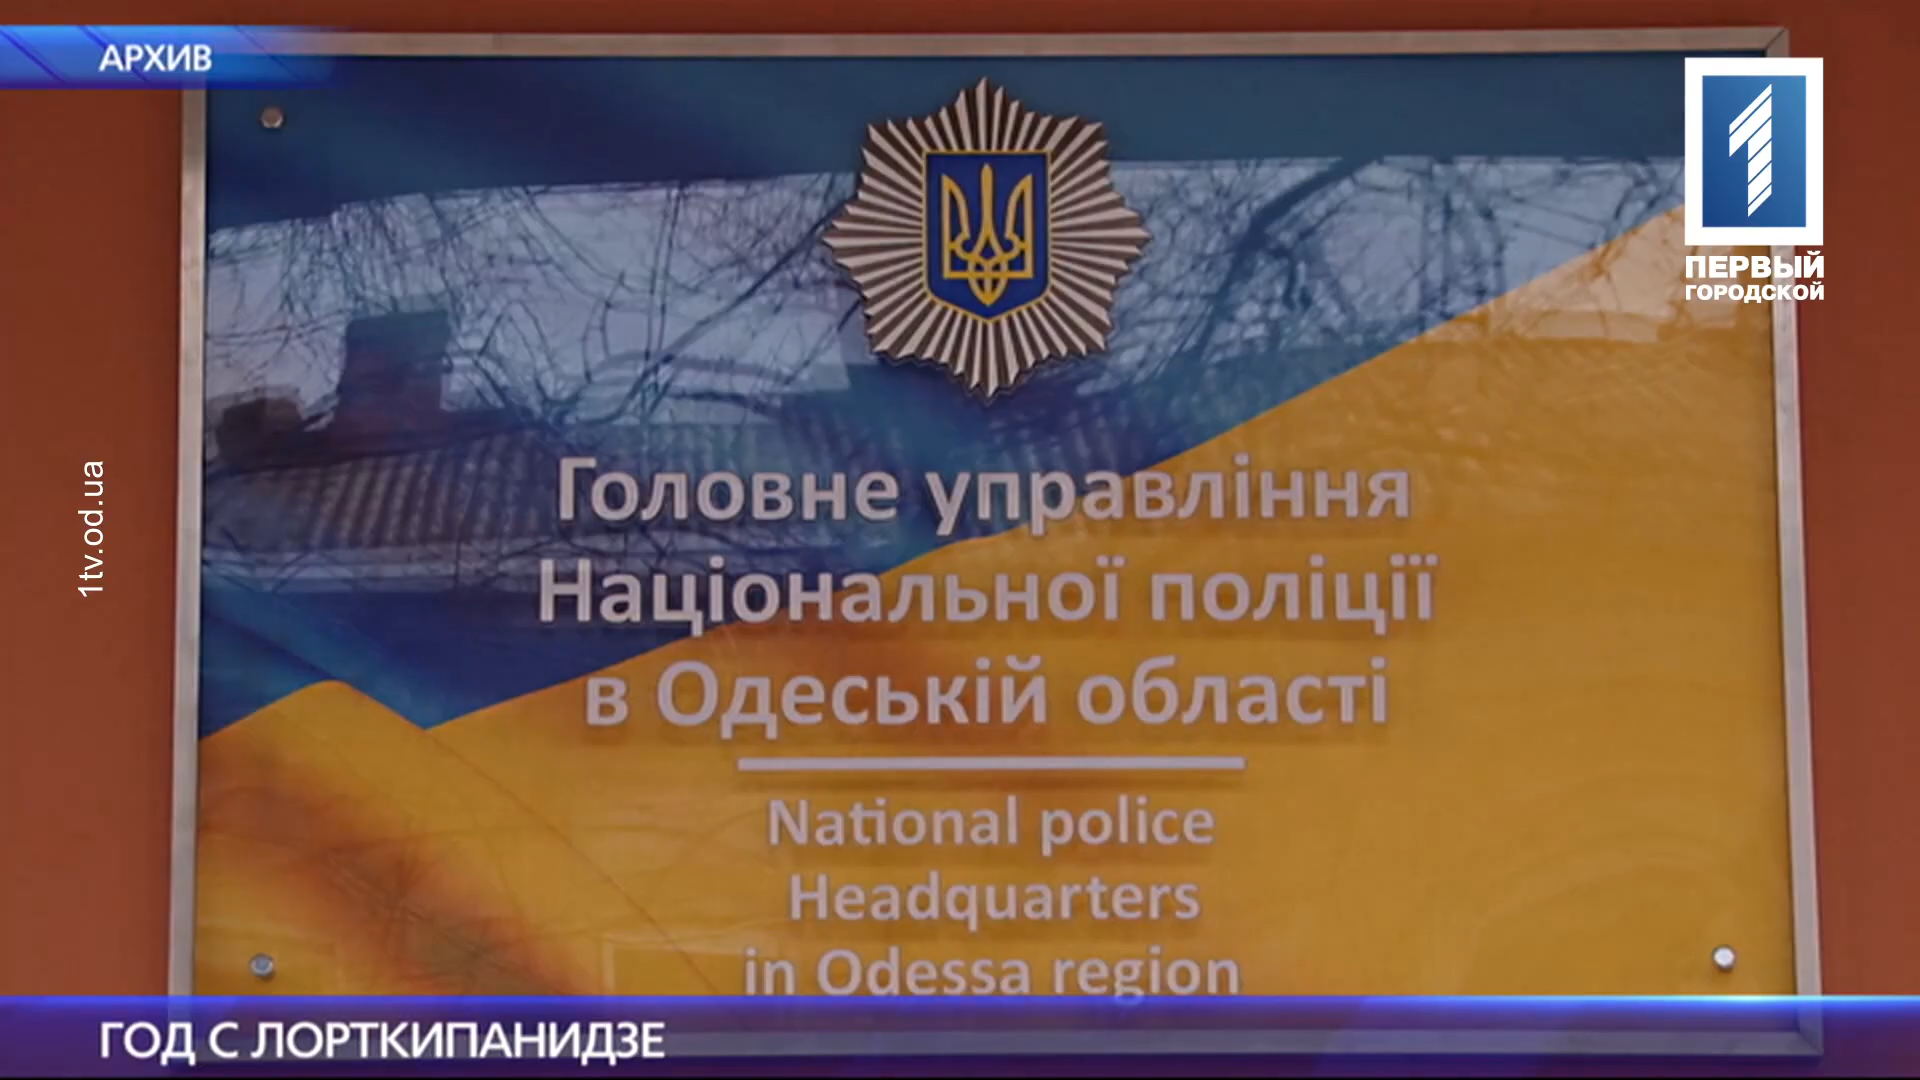 АРХИВ
ПЕРВЫЙ
ГОРОДСКОЙ
1tv.od.ua
Головне управління
Національної поліції
в Одеській області
National police
Headquarters
in Odessa region
ГОД С ЛОРТКИПАНИДЗЕ